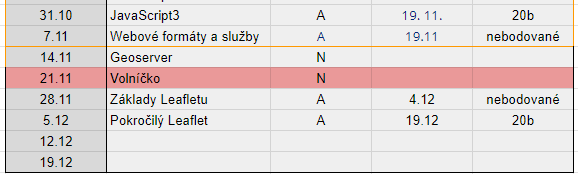 31.10 JavaScript3 A 19. 11. 20b
7.11 Webové formáty a služby A 19.11 nebodované
14.11 Geoserver N
21.11 Volníčko N
28.11 Základy Leafletu A 4.12 nebodované
5.12 Pokročilý Leaflet A 19.12 20b
12.12
19.12